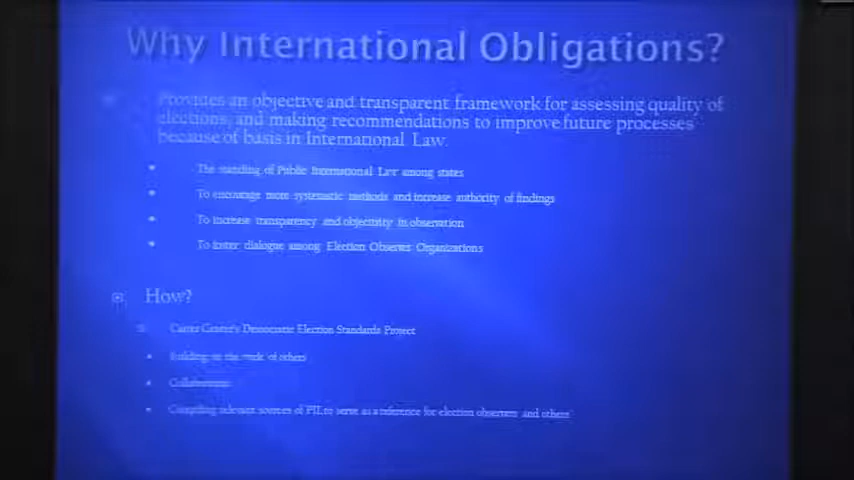 Why International Obligations?
Provides an objective and transparent framework for assessing quality of
elections, and making recommendations to improve future processes
because of basis in International Law.
The standing of Public International Law among states
To encourage more systematic methods and increase authority of findings
To increase transparency and objectivity in observation
To foster dialogue among Election Observer Organizations
How?
Carter Center's Democratic Election Standards Project
Building on the work of others
Collaboration
Compiling relevant sources of PIL to serve as a reference for election observers and others